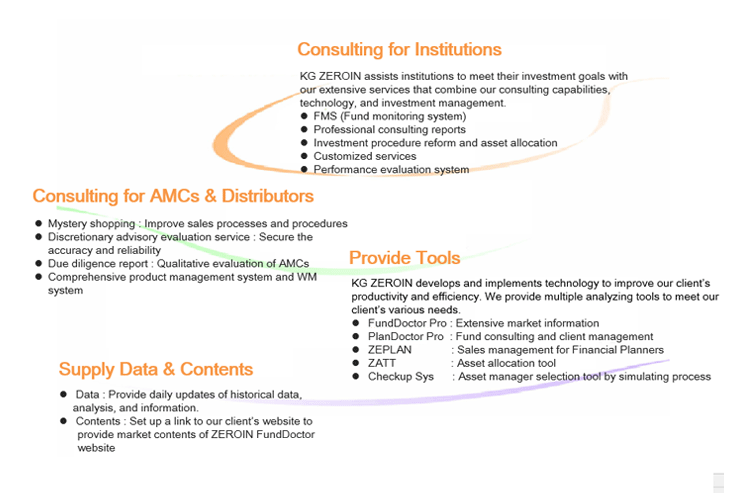 Consulting for Institutions
KG ZEROIN assists institutions to meet their investment goals with
our extensive services that combine our consulting capabilities,
technology, and investment management.
● FMS (Fund monitoring system)
● Professional consulting reports
● Investment procedure reform and asset allocation
● Customized services
● Performance evaluation system
Consulting for AMCs & Distributors
● Mystery shopping : Improve sales processes and procedures
● Discretionary advisory evaluation service : Secure the
accuracy and reliability
● Due diligence report : Qualitative evaluation of AMCs
● Comprehensive product management system and WM
system
Provide Tools
KG ZEROIN develops and implements technology to improve our client's
productivity and efficiency. We provide multiple analyzing tools to meet our
client's various needs.
● FundDoctor Pro : Extensive market information
● PlanDoctor Pro : Fund consulting and client management
● ZEPLAN : Sales management for Financial Planners
● ZATT : Asset allocation tool
● Checkup Sys : Asset manager selection tool by simulating process
Supply Data & Contents
● Data : Provide daily updates of historical data,
analysis, and information.
● Contents : Set up a link to our client's website to
provide market contents of ZEROIN FundDoctor
website